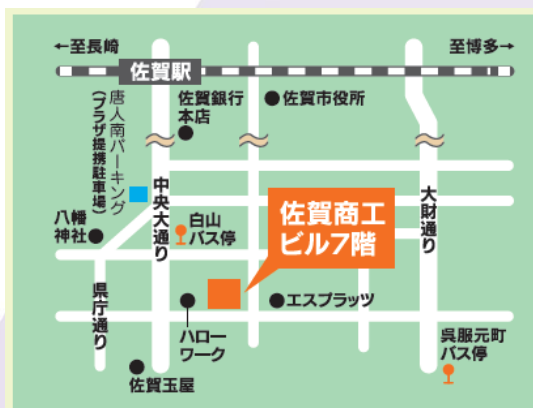 ←至長崎
至博多→
佐賀駅
佐賀銀行
本店
佐賀市役所
唐人南パーキング
(プラザ提携駐車場)
中央大通り
白山
バス停
佐賀商工
ビル7階
大財通り
八幡
神社
県庁通り
ハロー
ワーク
エスプラッツ
呉服元町
バス停
佐賀玉屋